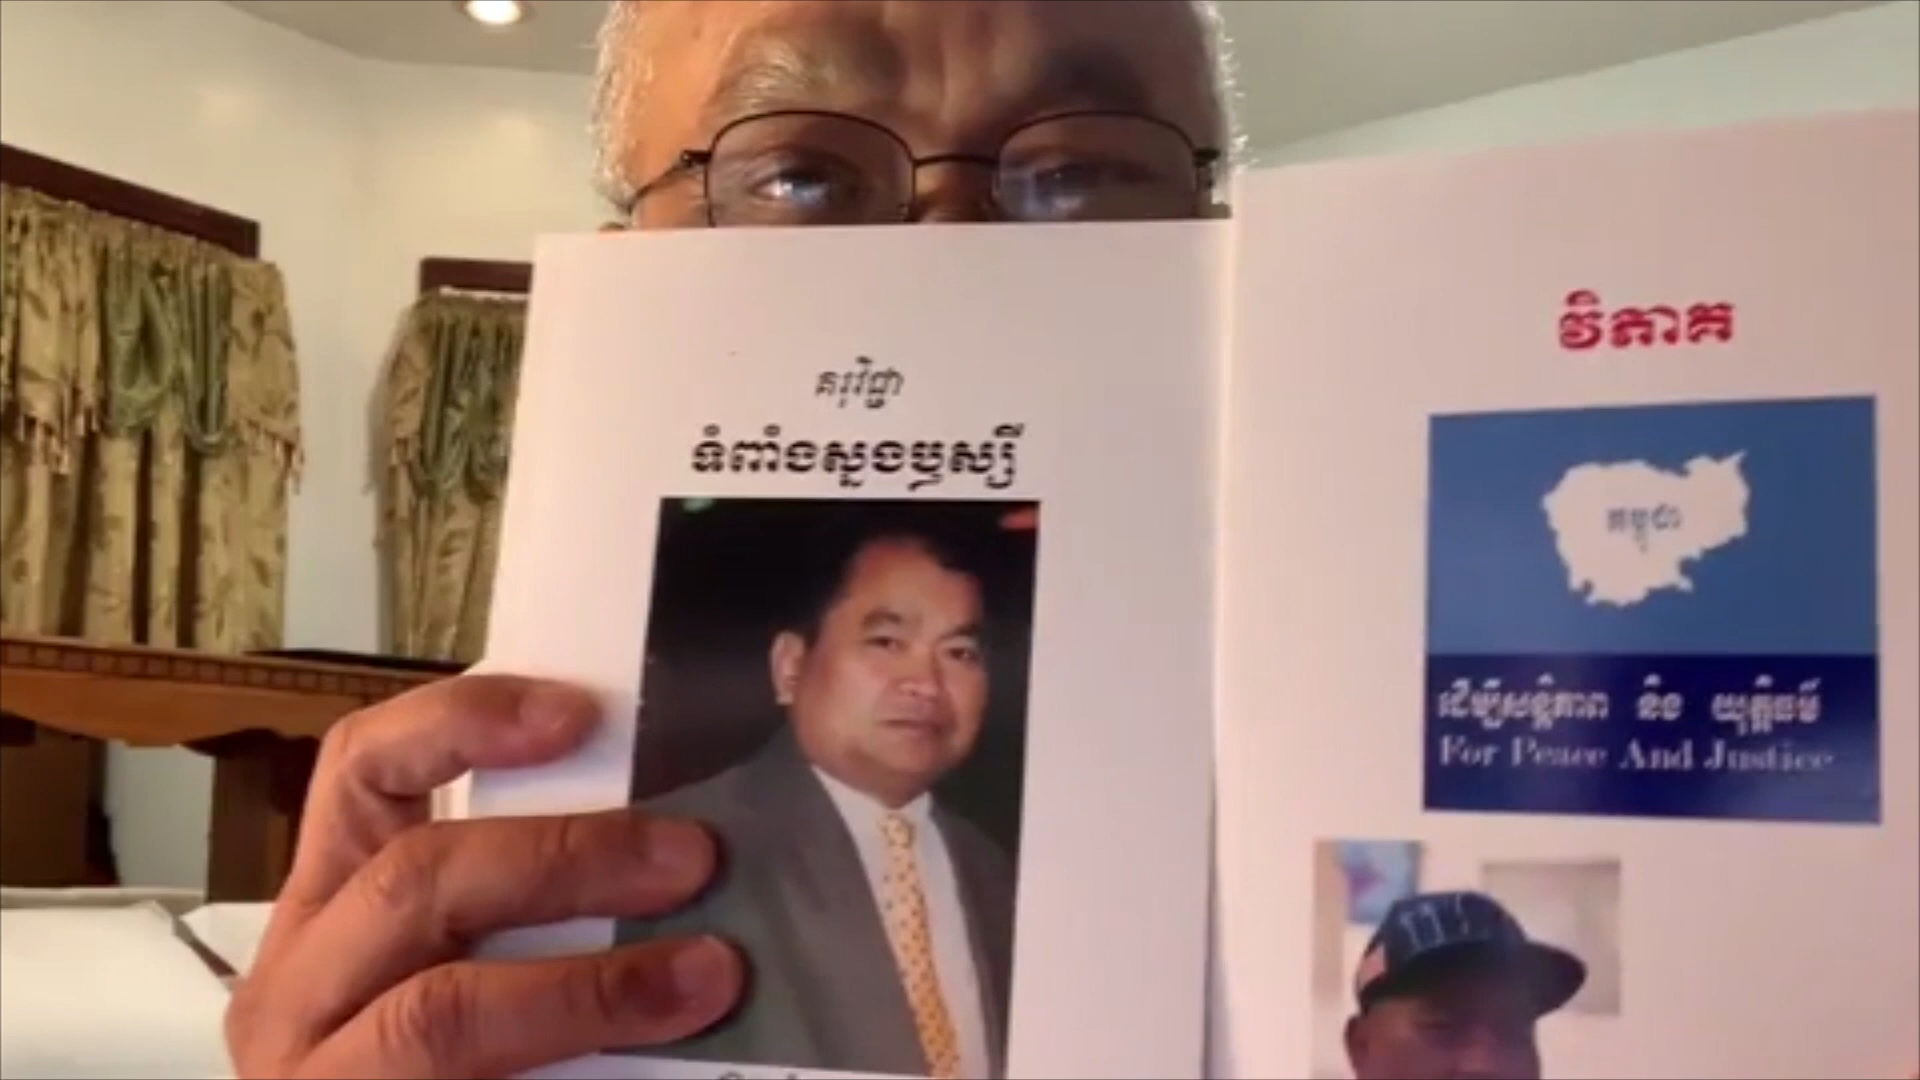 គរុវិជ្ជា
ទំពាំងស្នងឫស្សី
វិភាគ
កម្ពុជា
ដើម្បីសន្តិភាព និង យុត្តិធម៍
For Peace And Justice